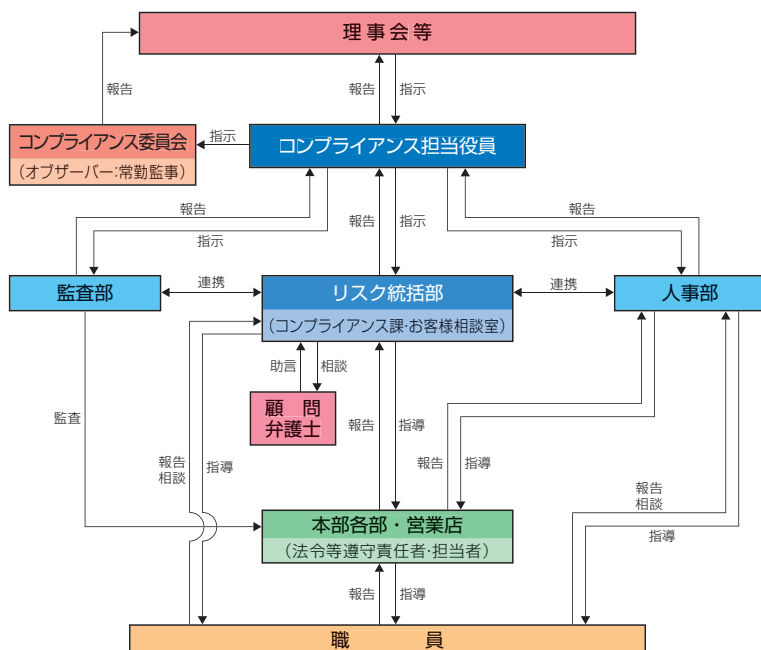 理事会等
報告
報告
指示
コンプライアンス委員会
(オブザーバー:常勤監事)
指示
コンプライアンス担当役員
報告
指示
報告
指示
報告
指示
監査部
連携
リスク統括部
(コンプライアンス課・お客様相談室)
連携
人事部
助言
相談
顧問
弁護士
監査
報告
相談
指導
報告
指導
報告
指導
報告
相談
指導
本部各部・営業店
(法令等遵守責任者・担当者)
報告
指導
職員